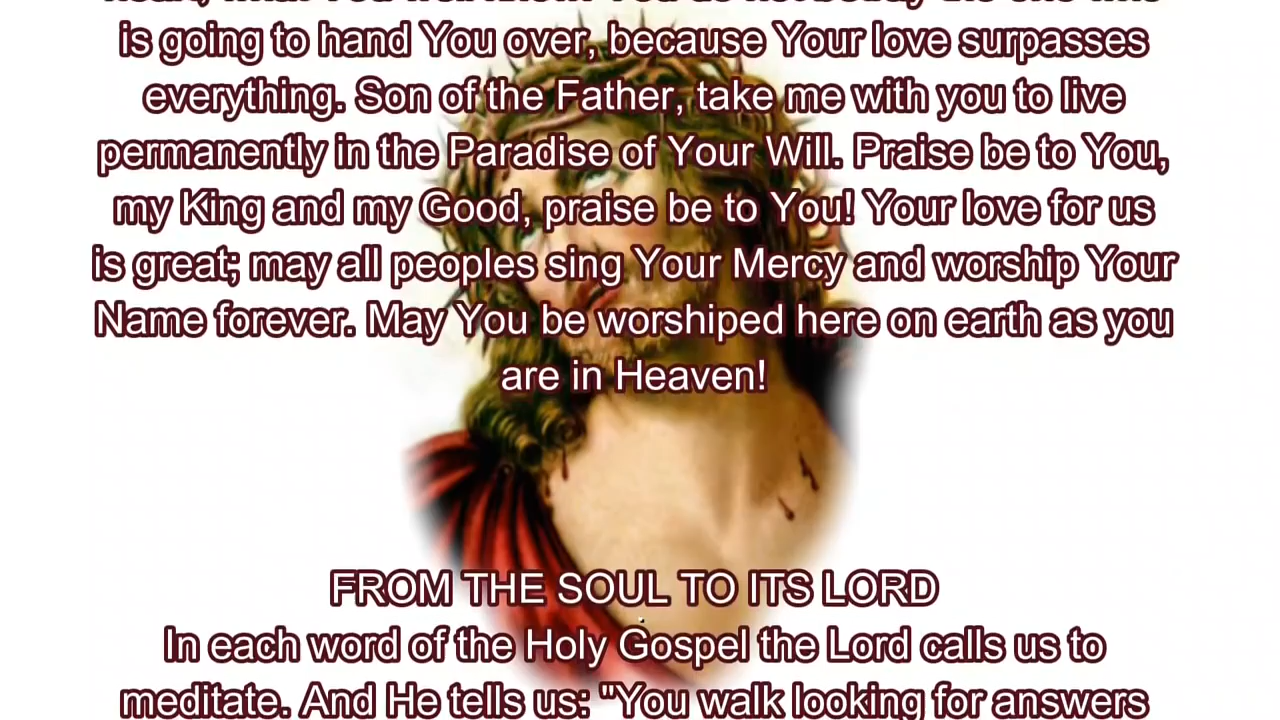 is going to hand You over, because Your love surpasses
everything. Son of the Father, take me with you to live
permanently in the Paradise of Your Will. Praise be to You,
my King and my Good, praise be to You! Your love for us
is great; may all peoples sing Your Mercy and worship Your
Name forever. May You be worshiped here on earth as you
are in Heaven!
FROM THE SOUL TO ITS LORD
In each word of the Holy Gospel the Lord calls us to
meditate. And He tells us: "You walk looking for answers